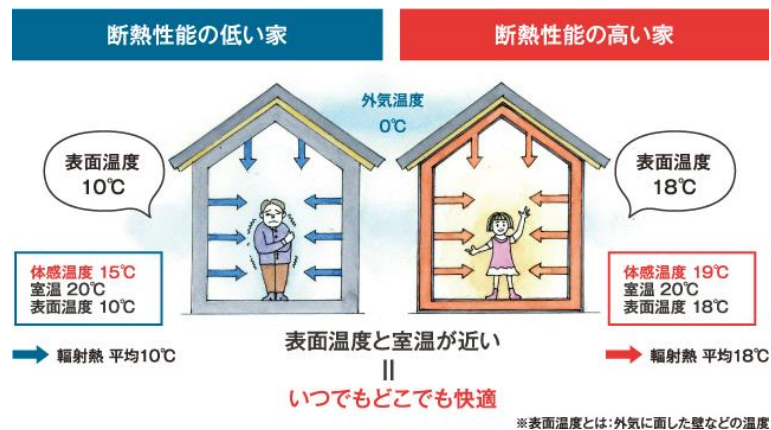 断熱性能の低い家
断熱性能の高い家
外気温度
0℃
表面温度
10℃
表面温度
18℃
体感温度 15℃
室温 20℃
表面温度 10℃
体感温度 19℃
室温 20℃
表面温度 18℃
輻射熱 平均10℃
輻射熱 平均18℃
表面温度と室温が近い
=
いつでもどこでも快適
※表面温度とは:外気に面した壁などの温度